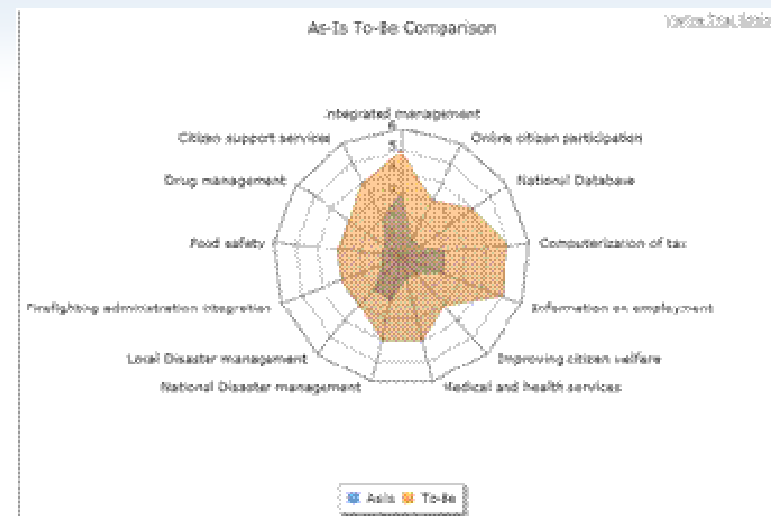 As-Is To-Be Comparison
Integrated management
Citizen support services
Online citizen participation
Drug management
National Database
Food safety
Computerization of tax
Firefighting administration integration
Information on employment
Local Disaster management
Improving citizen welfare
National Disaster management
Medical and health services
6
5
AsIs To-Be